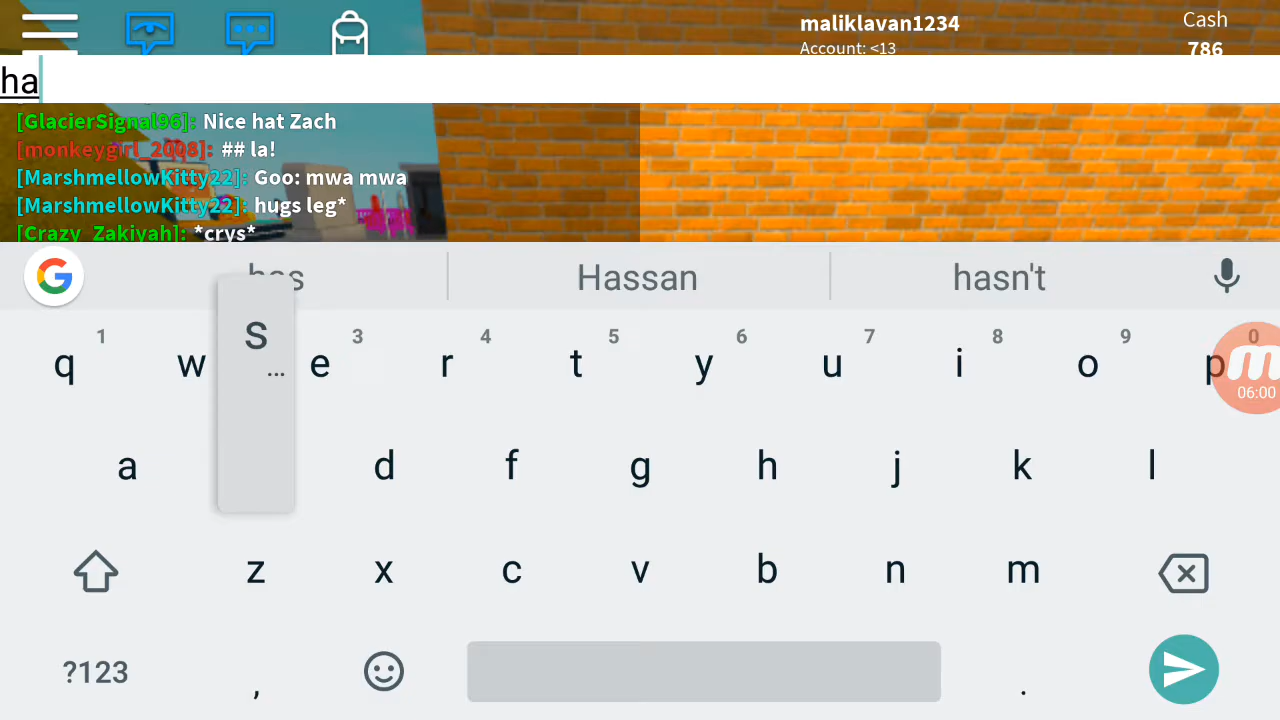 maliklavan1234
Account: <13
Cash
786
ha
[GlacierSignal96]: Nice hat Zach
[monkeygirl_2008]: ## la!
[MarshmellowKitty22]: Goo: mwa mwa
[MarshmellowKitty22]: hugs leg*
[Crazy_Zakiyah]: *crys*
has
Hassan
hasn't
1 3 4 5 6 7 8 9 0
q w e r t y u i o p
06:00
s
...
a d f g h j k l
z x c v b n m
?123 , .